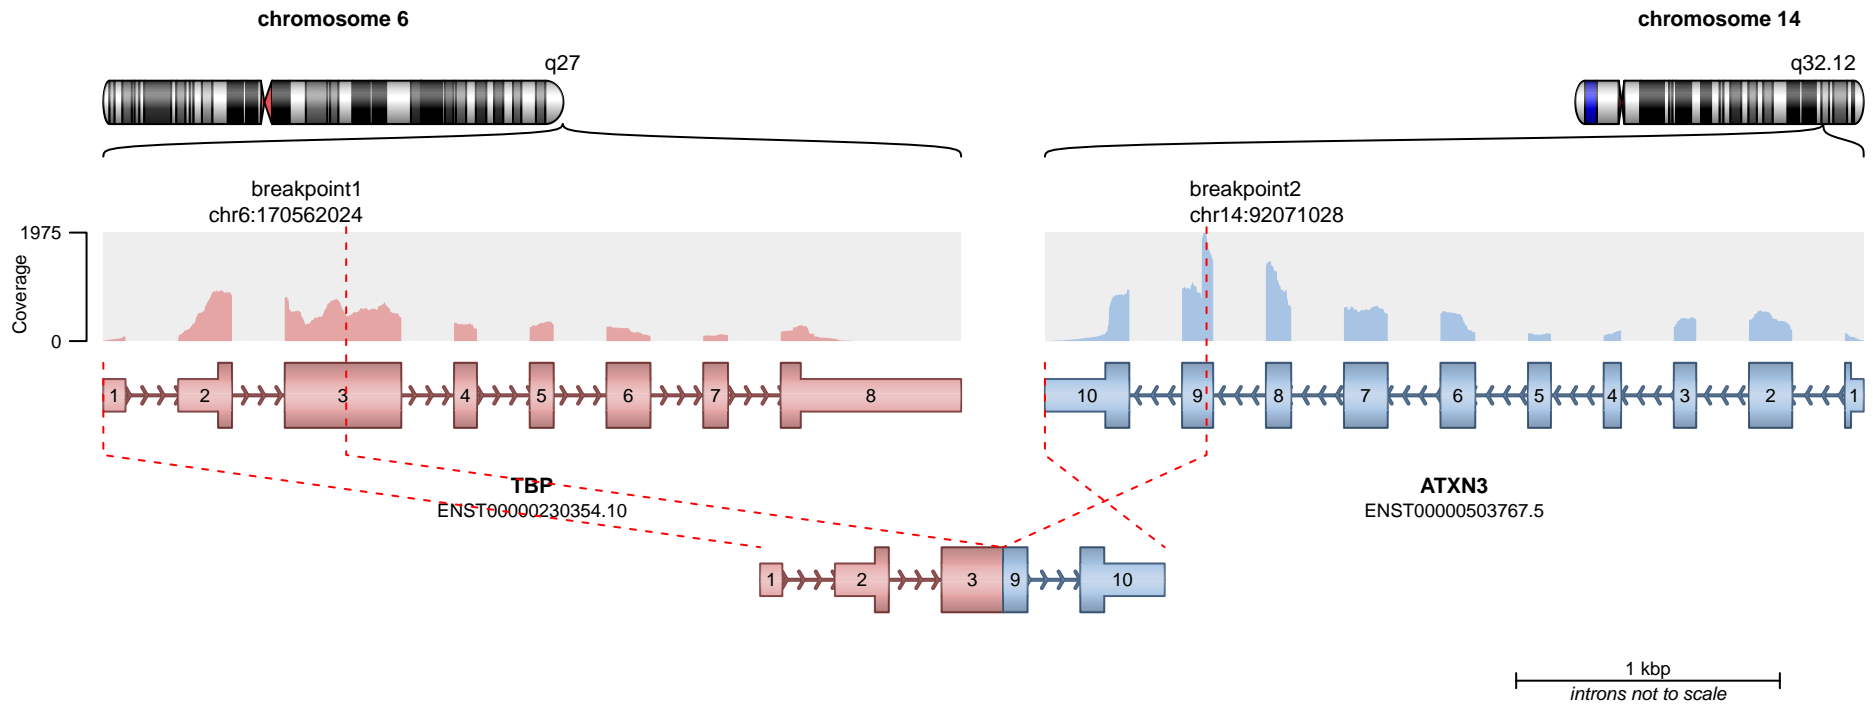 chromosome 6
chromosome 14
q27
q32.12
breakpoint1
chr6:170562024
breakpoint2
chr14:92071028
1975
Coverage
0
1 2 3 4 5 6 7 8
10 9 8 7 6 5 4 3 2 1
TBP
ENST00000230354.10
ATXN3
ENST00000503767.5
1 2 3 9 10
1 kbp
introns not to scale